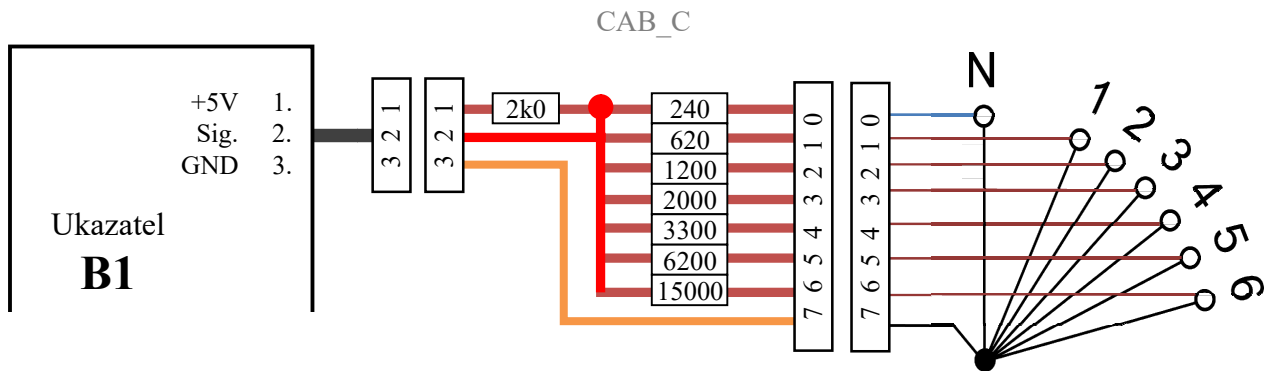 CAB_C
+5V 1.
Sig. 2.
GND 3.
Ukazatel
B1
1 2 3
1 2 3
2k0
240
620
1200
2000
3300
6200
15000
0 1 2 3 4 5 6 7
0 1 2 3 4 5 6 7
N 1 2 3 4 5 6